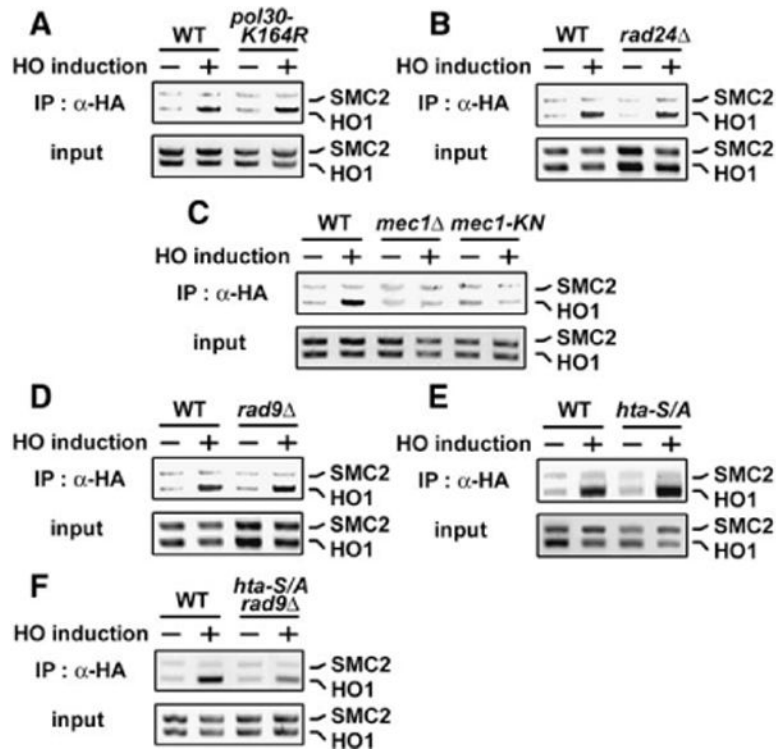 A
WT pol30-K164R
HO induction − + − +
IP : α-HA SMC2
HO1
input SMC2
HO1
B
WT rad24Δ
HO induction − + − +
IP : α-HA SMC2
HO1
input SMC2
HO1
C
WT mec1Δ mec1-KN
HO induction − + − + − +
IP : α-HA SMC2
HO1
input SMC2
HO1
D
WT rad9Δ
HO induction − + − +
IP : α-HA SMC2
HO1
input SMC2
HO1
E
WT hta-S/A
HO induction − + − +
IP : α-HA SMC2
HO1
input SMC2
HO1
F
hta-S/A
WT rad9Δ
HO induction − + − +
IP : α-HA SMC2
HO1
input SMC2
HO1